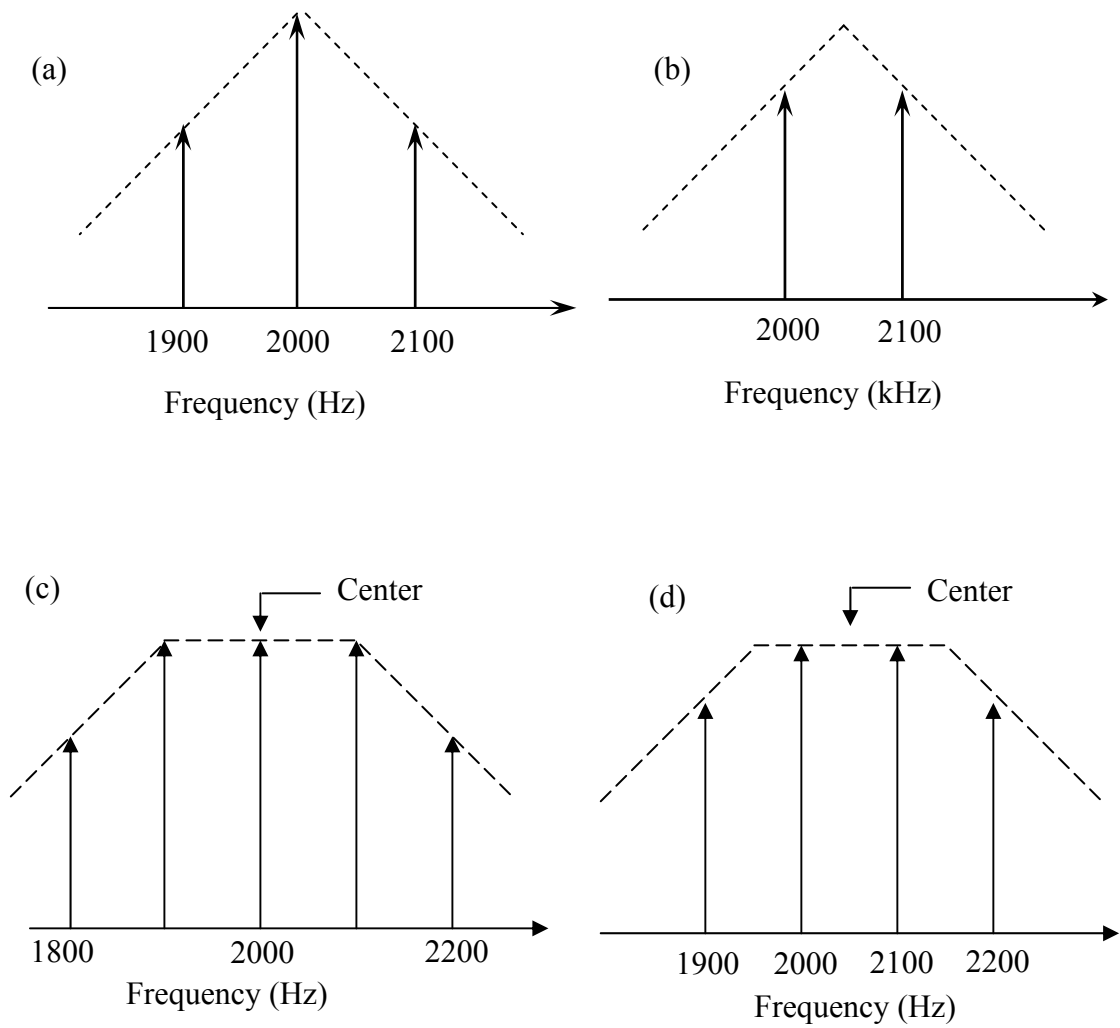 (a)
1900 2000 2100
Frequency (Hz)
(b)
2000 2100
Frequency (kHz)
(c)
Center
1800 2000 2200
Frequency (Hz)
(d)
Center
1900 2000 2100 2200
Frequency (Hz)